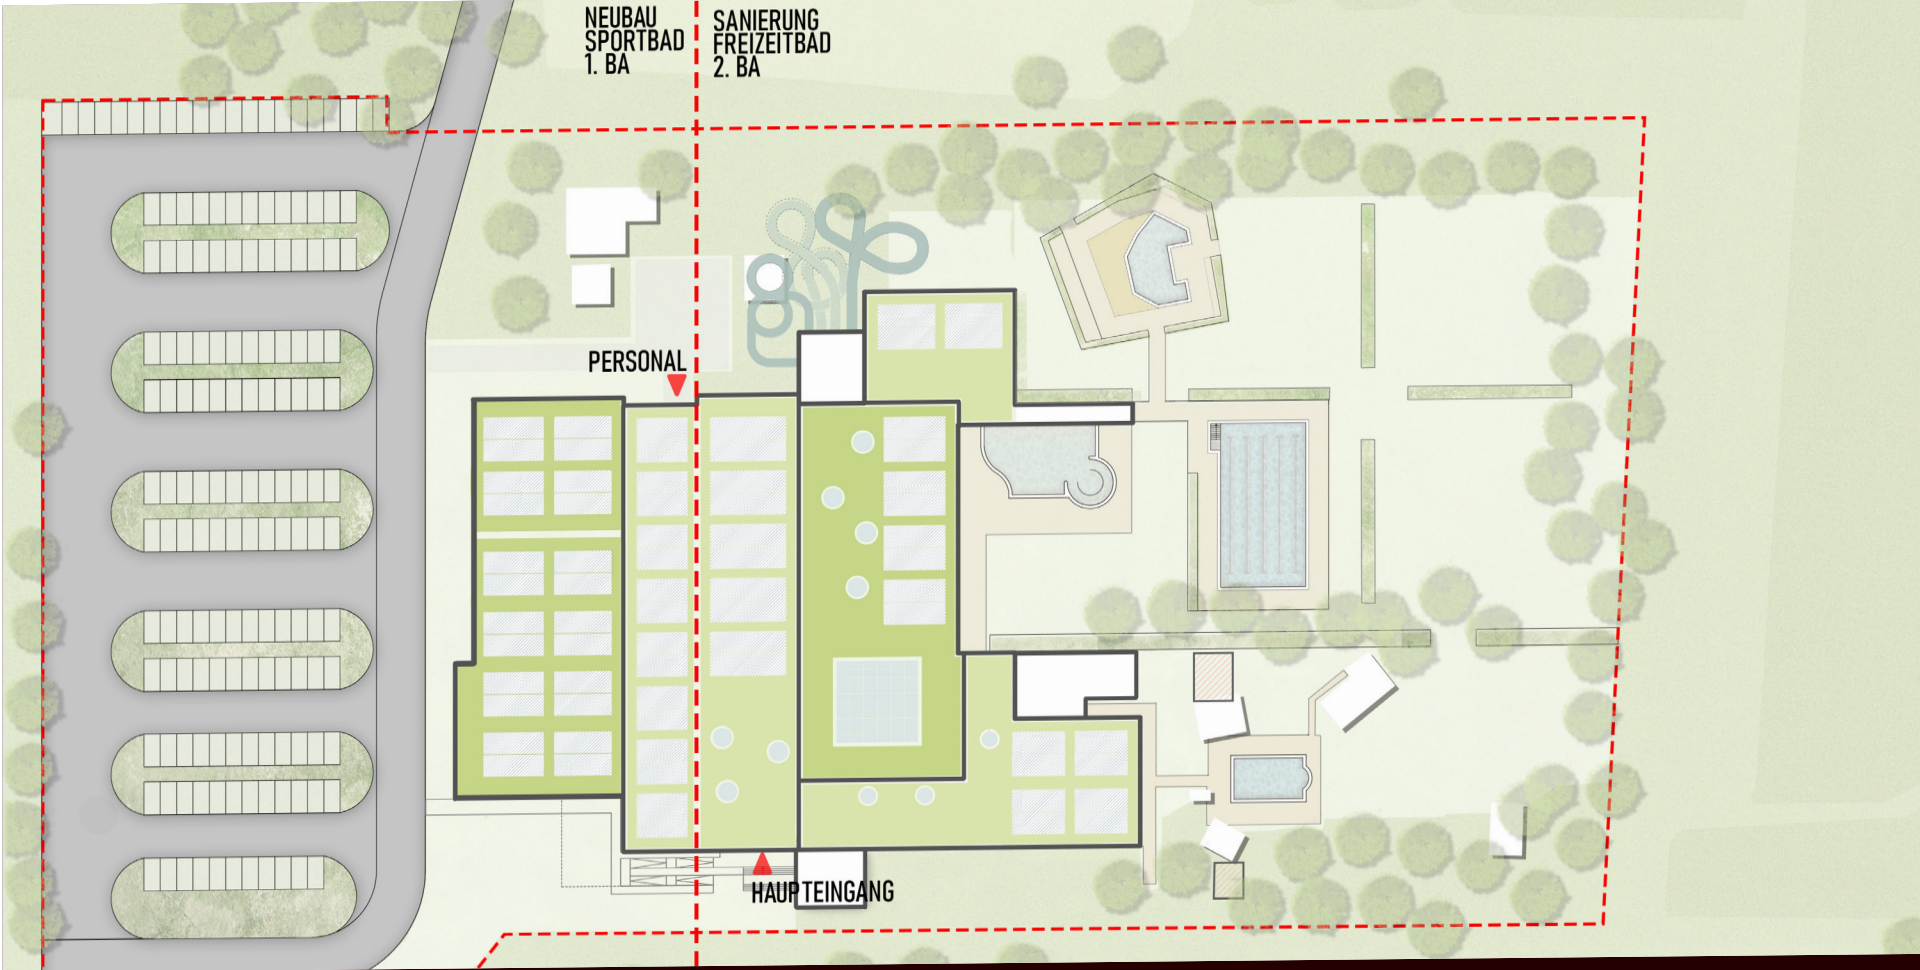 NEUBAU
SPORTBAD
1. BA
SANIERUNG
FREIZEITBAD
2. BA
PERSONAL
HAUPTEINGANG